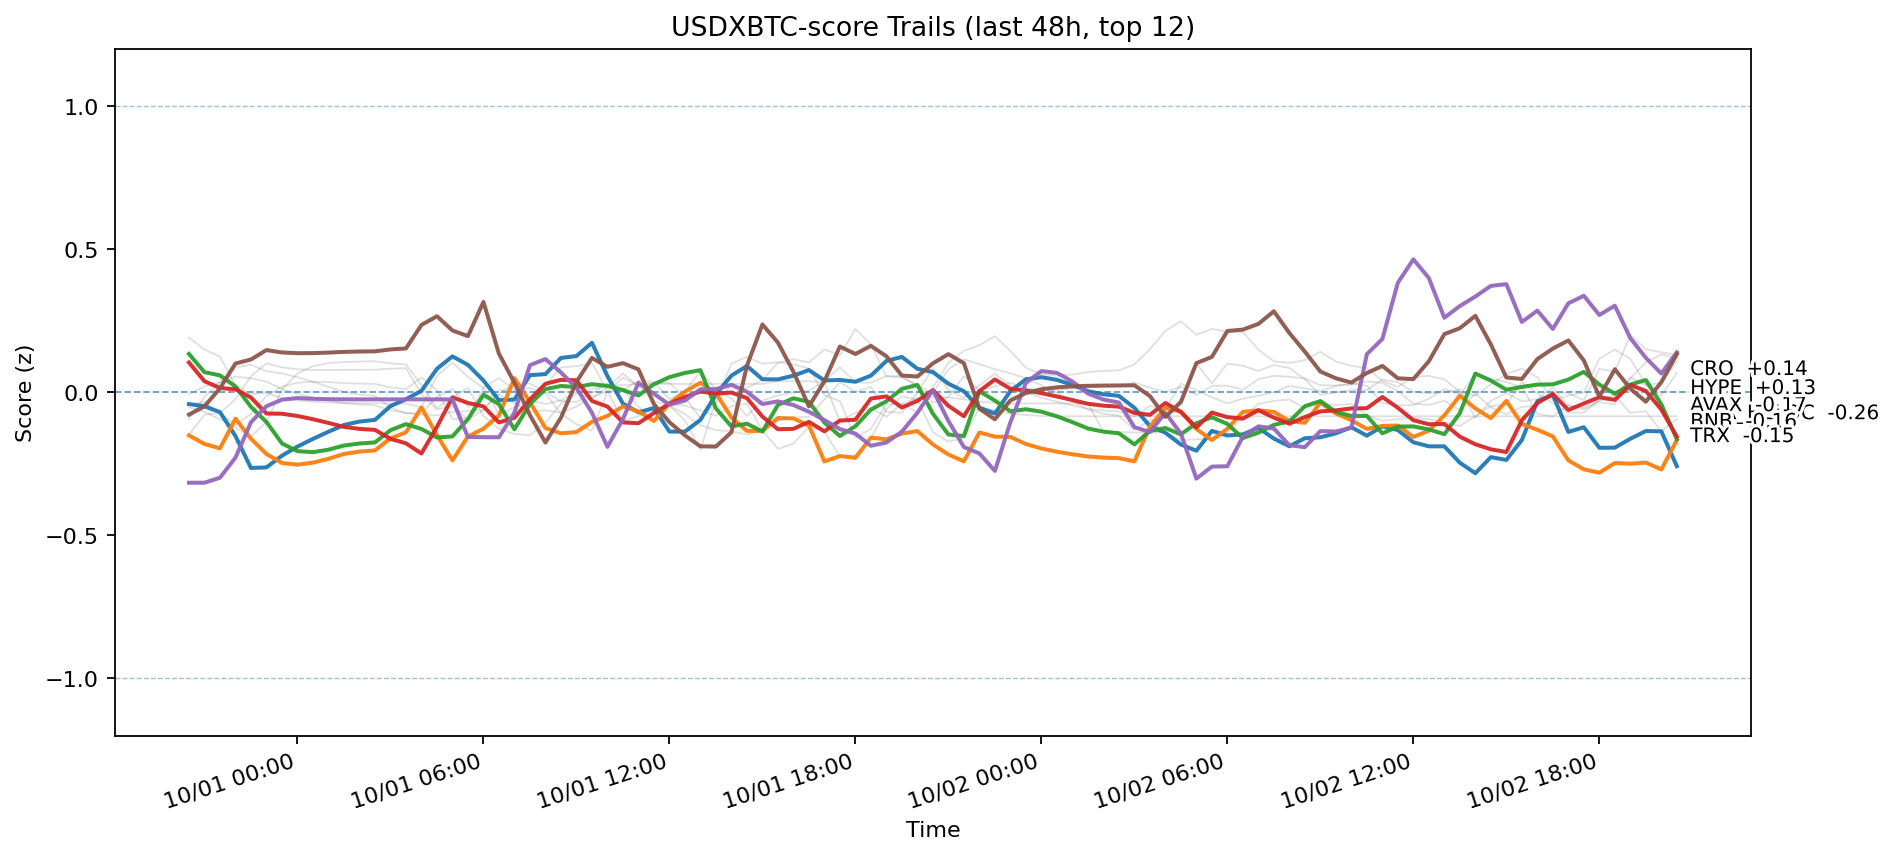 USDXBTC-score Trails (last 48h, top 12)
Score (z)
1.0
0.5
0.0
−0.5
−1.0
CRO +0.14
HYPE +0.13
AVAX -0.17
-0.26
BNB -0.16
TRX -0.15
10/01 00:00
10/01 06:00
10/01 12:00
10/01 18:00
10/02 00:00
10/02 06:00
10/02 12:00
10/02 18:00
Time